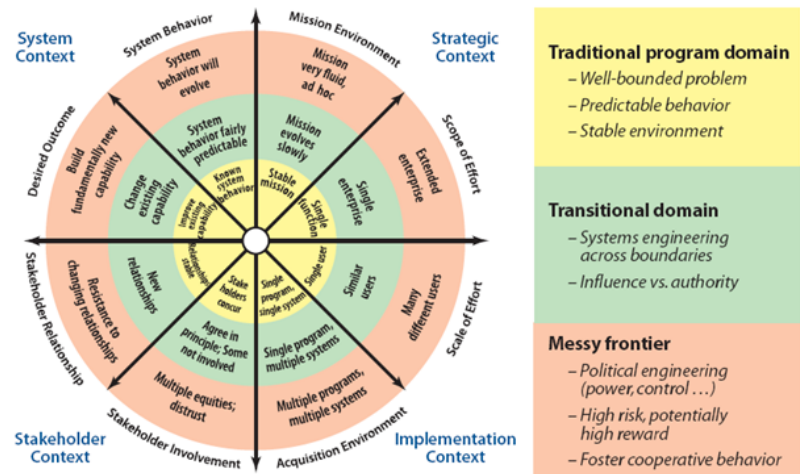 System
Context
System Behavior
Mission Environment
Strategic
Context
System
behavior will
evolve
Mission
very fluid,
ad hoc
Desired Outcome
Build
fundamentally new
capability
System
behavior fairly
predictable
Mission
evolves
slowly
Extended
enterprise
Scope of Effort
Change
existing
capability
Known
system
behavior
Stable
mission
Single
enterprise
Improve
existing
capability
Single
function
Stakeholder Relationship
Resistance to
changing relationships
New
relationships
Relationships
stable
Stake
holders
concur
Single
program,
single system
Single user
Similar
users
Many
different users
Scale of Effort
Agree in
principle; Some
not involved
Single program,
multiple systems
Multiple equities;
distrust
Multiple programs,
multiple systems
Stakeholder
Context
Stakeholder Involvement
Acquisition Environment
Implementation
Context
Traditional program domain
– Well-bounded problem
– Predictable behavior
– Stable environment
Transitional domain
– Systems engineering
across boundaries
– Influence vs. authority
Messy frontier
– Political engineering
(power, control …)
– High risk, potentially
high reward
– Foster cooperative behavior